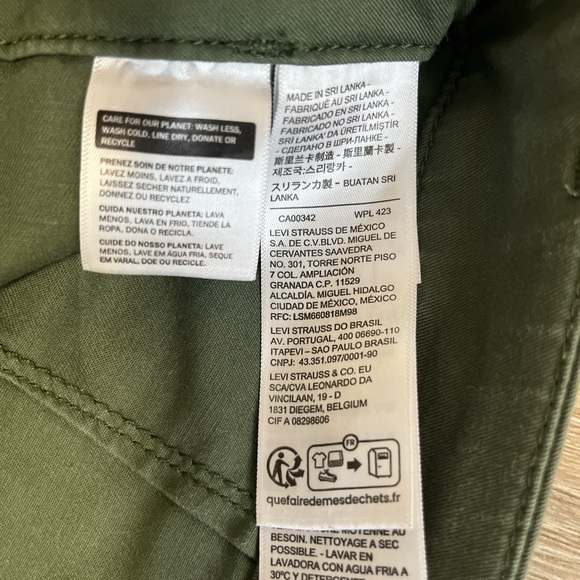 CARE FOR OUR PLANET: WASH LESS,
WASH COLD, LINE DRY, DONATE OR
RECYCLE
PRENEZ SOIN DE NOTRE PLANETE:
LAVEZ MOINS, LAVEZ A FROID,
LAISSEZ SECHER NATURELLEMENT,
DONNEZ OU RECYCLEZ
CUIDA NUESTRO PLANETA: LAVA
MENOS, LAVA EN FRIO, TIENDE LA
ROPA, DONA O RECICLA.
CUIDE DO NOSSO PLANETA: LAVE
MENOS, LAVE EM ÁGUA FRIA, SEQUE
EM VARAL, DOE OU RECICLE.
MADE IN SRI LANKA -
FABRIQUÉ AU SRI LANKA -
FABRICADO EN SRI LANKA -
FABRICADO NO SRI LANKA -
SRİ LANKA' DA ÜRETİLMİŞTİR
- СДЕЛАНО В ШРИ-ЛАНКЕ -
斯里兰卡制造 - 斯里蘭卡製 -
제조국:스리랑카 -
スリランカ製 - BUATAN SRI
LANKA
CA00342 WPL 423
LEVI STRAUSS DE MÉXICO
S.A. DE C.V.BLVD. MIGUEL DE
CERVANTES SAAVEDRA
NO. 301, TORRE NORTE PISO
7 COL. AMPLIACIÓN
GRANADA C.P. 11529
ALCALDÍA. MIGUEL HIDALGO
CIUDAD DE MÉXICO, MÉXICO
RFC: LSM660818M98
LEVI STRAUSS DO BRASIL
AV. PORTUGAL, 400 06690-110
ITAPEVI – SAO PAULO BRASIL
CNPJ: 43.351.097/0001-90
LEVI STRAUSS & CO. EU
SCA/CVA LEONARDO DA
VINCILAAN, 19 - D
1831 DIEGEM, BELGIUM
CIF A 08298606
FR
quefairedemesdechets.fr
MOYENNE AU
BESOIN. NETTOYAGE A SEC
POSSIBLE. - LAVAR EN
LAVADORA CON AGUA FRIA A
30ºC Y DETERGENTE